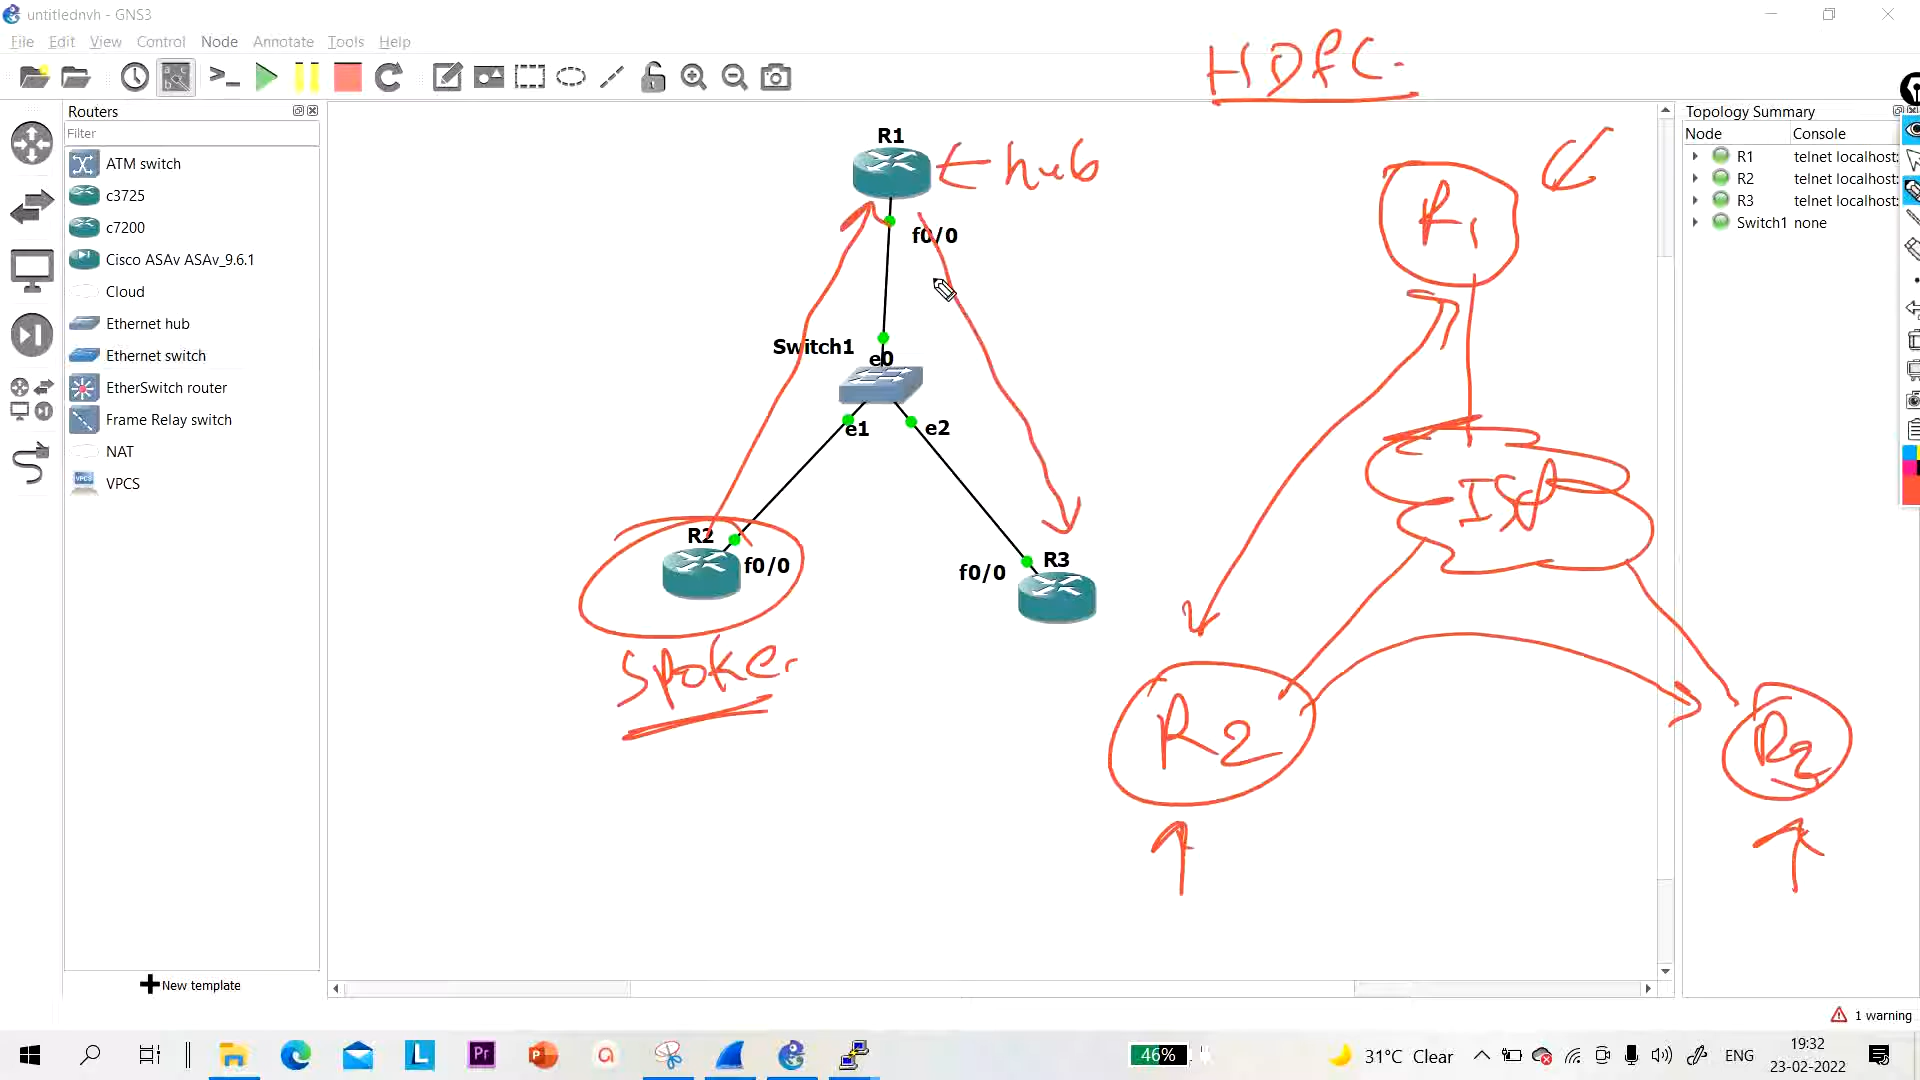 untitlednvh - GNS3
File Edit View Control Node Annotate Tools Help
HDFC.
Routers
Filter
ATM switch
c3725
c7200
Cisco ASAv ASAv_9.6.1
Cloud
Ethernet hub
Ethernet switch
EtherSwitch router
Frame Relay switch
NAT
VPCS
VPCS
New template
R1
hub
f0/0
Switch1
e0
e1
e2
R2
f0/0
f0/0
R3
Spoker
R1
ISP
R2
R3
Topology Summary
Node Console
R1 telnet localhost:
R2 telnet localhost:
R3 telnet localhost:
Switch1 none
1 warning
L
Pr
P
a
46%
31°C Clear
ENG
19:32
23-02-2022